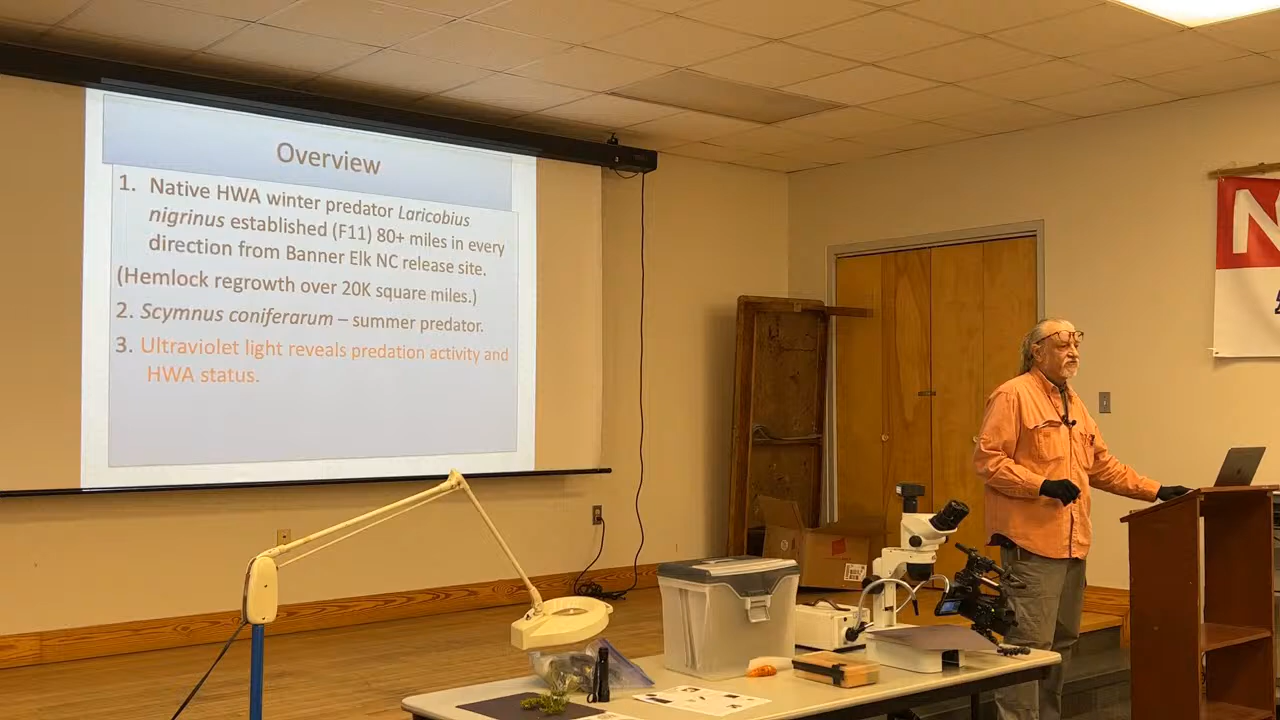 Overview
1. Native HWA winter predator Laricobius
nigrinus established (F11) 80+ miles in every
direction from Banner Elk NC release site.
(Hemlock regrowth over 20K square miles.)
2. Scymnus coniferarum – summer predator.
3. Ultraviolet light reveals predation activity and
HWA status.
N